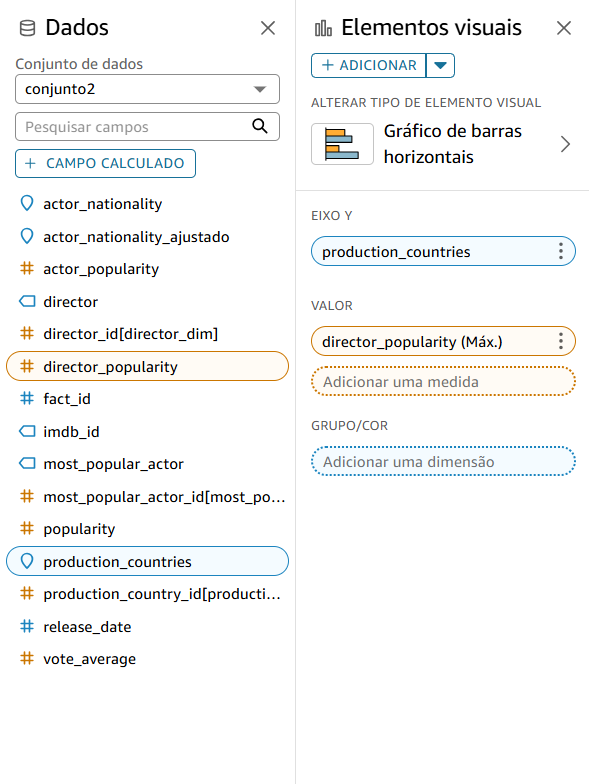 Dados
Conjunto de dados
conjunto2
Pesquisar campos
+ CAMPO CALCULADO
actor_nationality
actor_nationality_ajustado
actor_popularity
director
director_id[director_dim]
director_popularity
fact_id
imdb_id
most_popular_actor
most_popular_actor_id[most_po...
popularity
production_countries
production_country_id[producti...
release_date
vote_average
Elementos visuais
+ ADICIONAR
ALTERAR TIPO DE ELEMENTO VISUAL
Gráfico de barras
horizontais
EIXO Y
production_countries
VALOR
director_popularity (Máx.)
Adicionar uma medida
GRUPO/COR
Adicionar uma dimensão